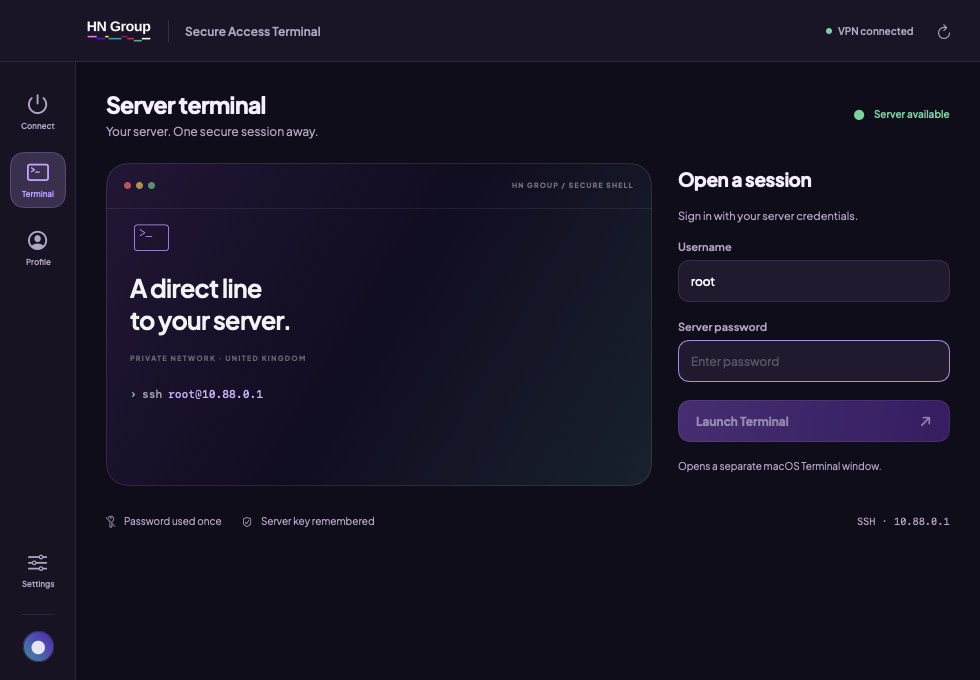 HN Group
Secure Access Terminal
VPN connected
Connect
Terminal
Profile
Settings
Server terminal
Your server. One secure session away.
Server available
HN GROUP / SECURE SHELL
>_
A direct line
to your server.
PRIVATE NETWORK · UNITED KINGDOM
› ssh root@10.88.0.1
Open a session
Sign in with your server credentials.
Username
root
Server password
Enter password
Launch Terminal
Opens a separate macOS Terminal window.
Password used once
Server key remembered
SSH · 10.88.0.1